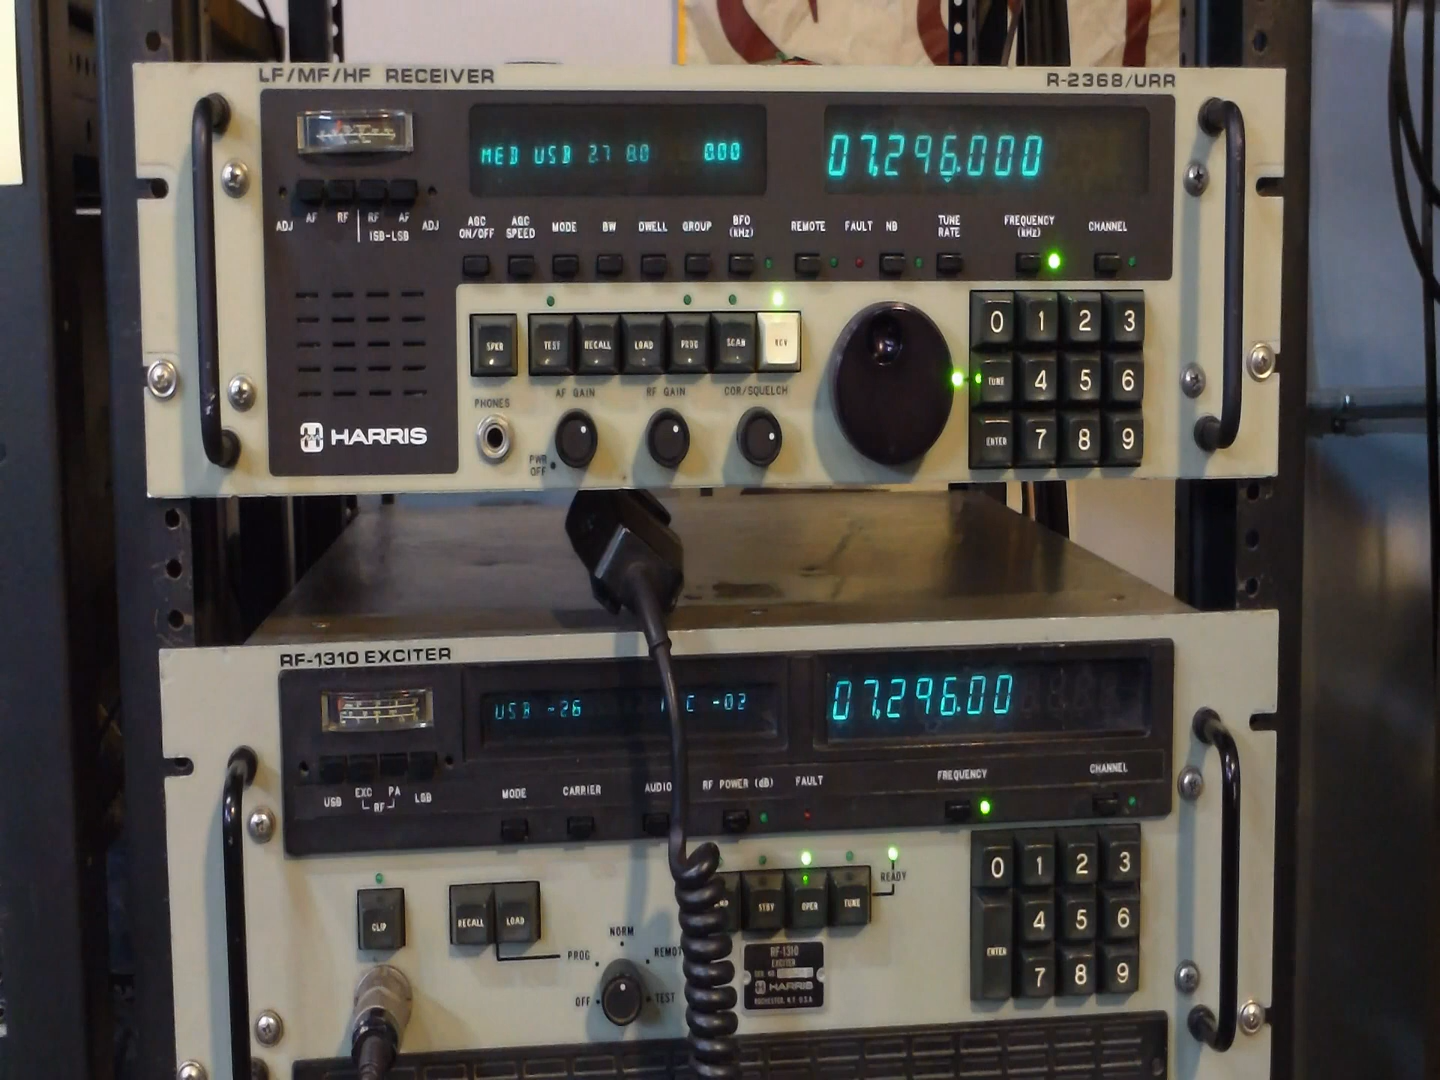 LF/MF/HF RECEIVER
R-2368/URR
MED USB 2.7 8.0 0.00
07.296.000
ADJ AF RF RF AF ADJ
ISB-LSB
AGC ON/OFF
AGC SPEED
MODE
BW
DWELL
GROUP
BFO (kHz)
REMOTE
FAULT
NB
TUNE RATE
FREQUENCY (kHz)
CHANNEL
SPKR
TEST
RECALL
LOAD
PROG
SCAN
RCV
0 1 2 3
TUNE 4 5 6
ENTER 7 8 9
PHONES
AF GAIN
RF GAIN
COR/SQUELCH
PWR OFF
HARRIS
RF-1310 EXCITER
USB -26
C -02
07.296.00
USB EXC PA LSB
RF
MODE
CARRIER
AUDIO
RF POWER (dB)
FAULT
FREQUENCY
CHANNEL
CLIP
RECALL
LOAD
STBY
OPER
TUNE
READY
0 1 2 3
4 5 6
ENTER
7 8 9
NORM
PROG
OFF
TEST
RF-1310
EXCITER
HARRIS
ROCHESTER, N.Y. U.S.A.